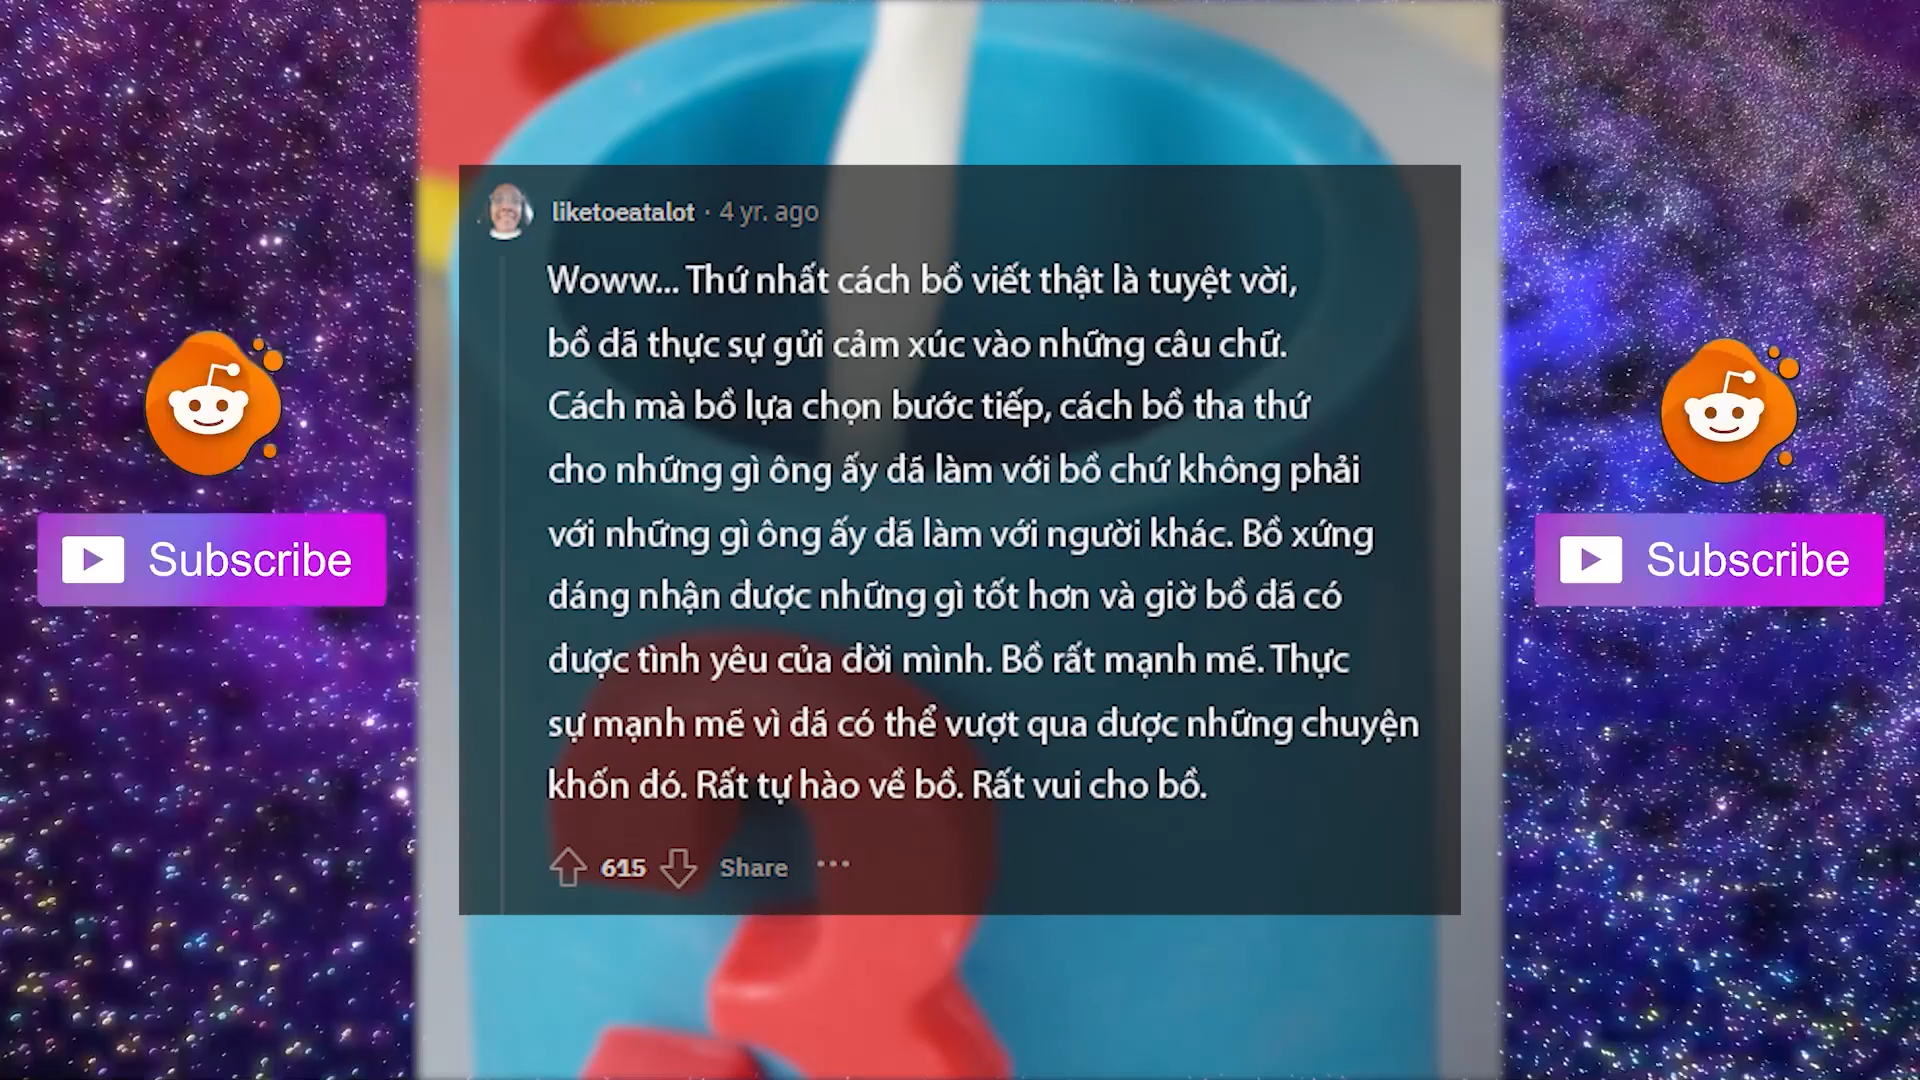 liketoeatalot · 4 yr. ago
Woww... Thứ nhất cách bồ viết thật là tuyệt vời,
bồ đã thực sự gửi cảm xúc vào những câu chữ.
Cách mà bồ lựa chọn bước tiếp, cách bồ tha thứ
cho những gì ông ấy đã làm với bồ chứ không phải
với những gì ông ấy đã làm với người khác. Bồ xứng
đáng nhận được những gì tốt hơn và giờ bồ đã có
được tình yêu của đời mình. Bồ rất mạnh mẽ. Thực
sự mạnh mẽ vì đã có thể vượt qua được những chuyện
khốn đó. Rất tự hào về bồ. Rất vui cho bồ.
615 Share ...
Subscribe
Subscribe